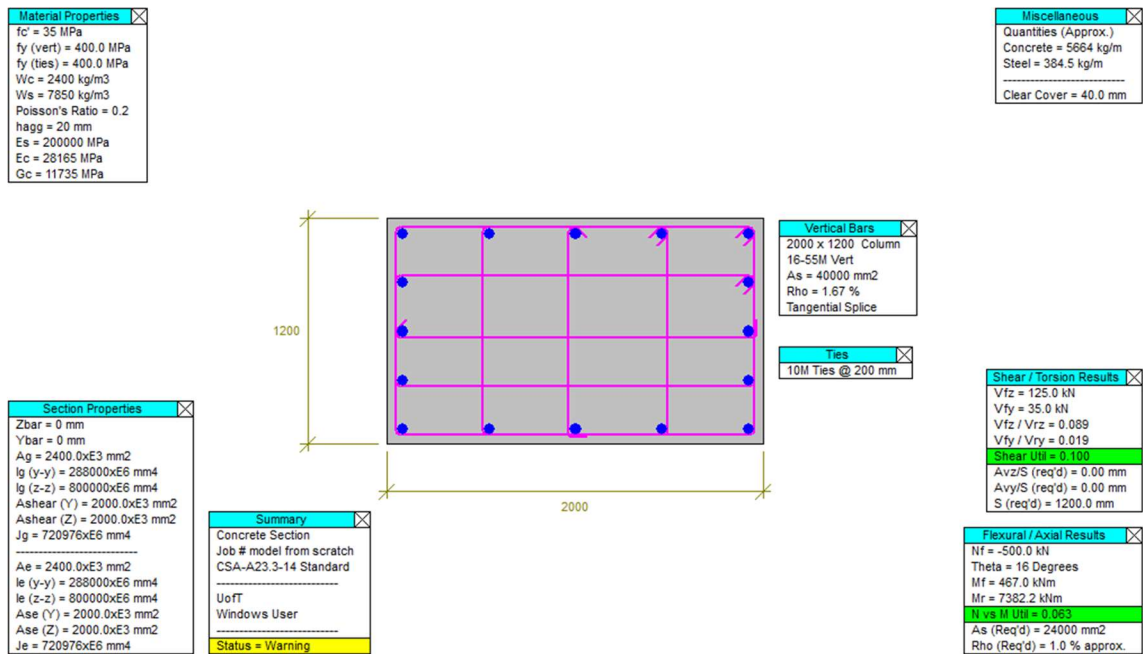 Material Properties
fc' = 35 MPa
fy (vert) = 400.0 MPa
fy (ties) = 400.0 MPa
Wc = 2400 kg/m3
Ws = 7850 kg/m3
Poisson's Ratio = 0.2
hagg = 20 mm
Es = 200000 MPa
Ec = 28165 MPa
Gc = 11735 MPa
Miscellaneous
Quantities (Approx.)
Concrete = 5664 kg/m
Steel = 384.5 kg/m
---------------------------
Clear Cover = 40.0 mm
1200
2000
Vertical Bars
2000 x 1200 Column
16-55M Vert
As = 40000 mm2
Rho = 1.67 %
Tangential Splice
Ties
10M Ties @ 200 mm
Section Properties
Zbar = 0 mm
Ybar = 0 mm
Ag = 2400.0xE3 mm2
Ig (y-y) = 288000xE6 mm4
Ig (z-z) = 800000xE6 mm4
Ashear (Y) = 2000.0xE3 mm2
Ashear (Z) = 2000.0xE3 mm2
Jg = 720976xE6 mm4
---------------------------
Ae = 2400.0xE3 mm2
Ie (y-y) = 288000xE6 mm4
Ie (z-z) = 800000xE6 mm4
Ase (Y) = 2000.0xE3 mm2
Ase (Z) = 2000.0xE3 mm2
Je = 720976xE6 mm4
Summary
Concrete Section
Job # model from scratch
CSA-A23.3-14 Standard
---------------------------
UofT
Windows User
---------------------------
Status = Warning
Shear / Torsion Results
Vfz = 125.0 kN
Vfy = 35.0 kN
Vfz / Vrz = 0.089
Vfy / Vry = 0.019
Shear Util = 0.100
Avz/S (req'd) = 0.00 mm
Avy/S (req'd) = 0.00 mm
S (req'd) = 1200.0 mm
Flexural / Axial Results
Nf = -500.0 kN
Theta = 16 Degrees
Mf = 467.0 kNm
Mr = 7382.2 kNm
N vs M Util = 0.063
As (Req'd) = 24000 mm2
Rho (Req'd) = 1.0 % approx.